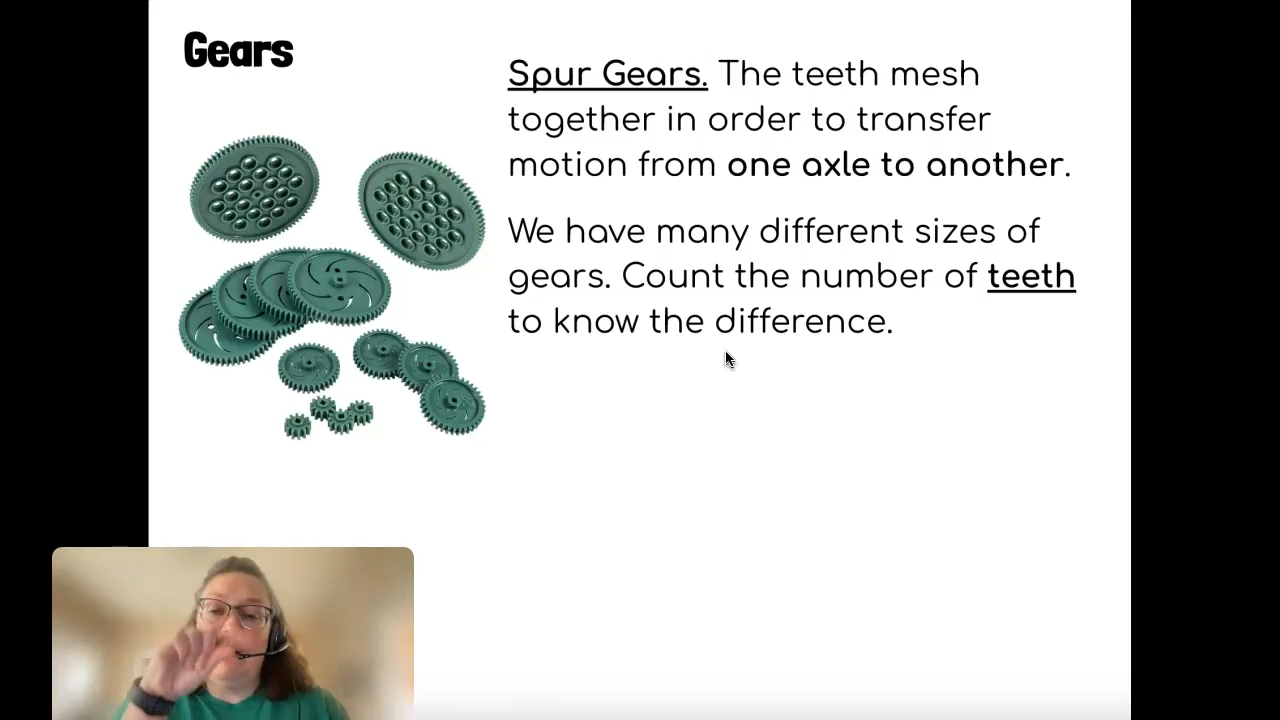 Gears
Spur Gears. The teeth mesh
together in order to transfer
motion from one axle to another.
We have many different sizes of
gears. Count the number of teeth
to know the difference.